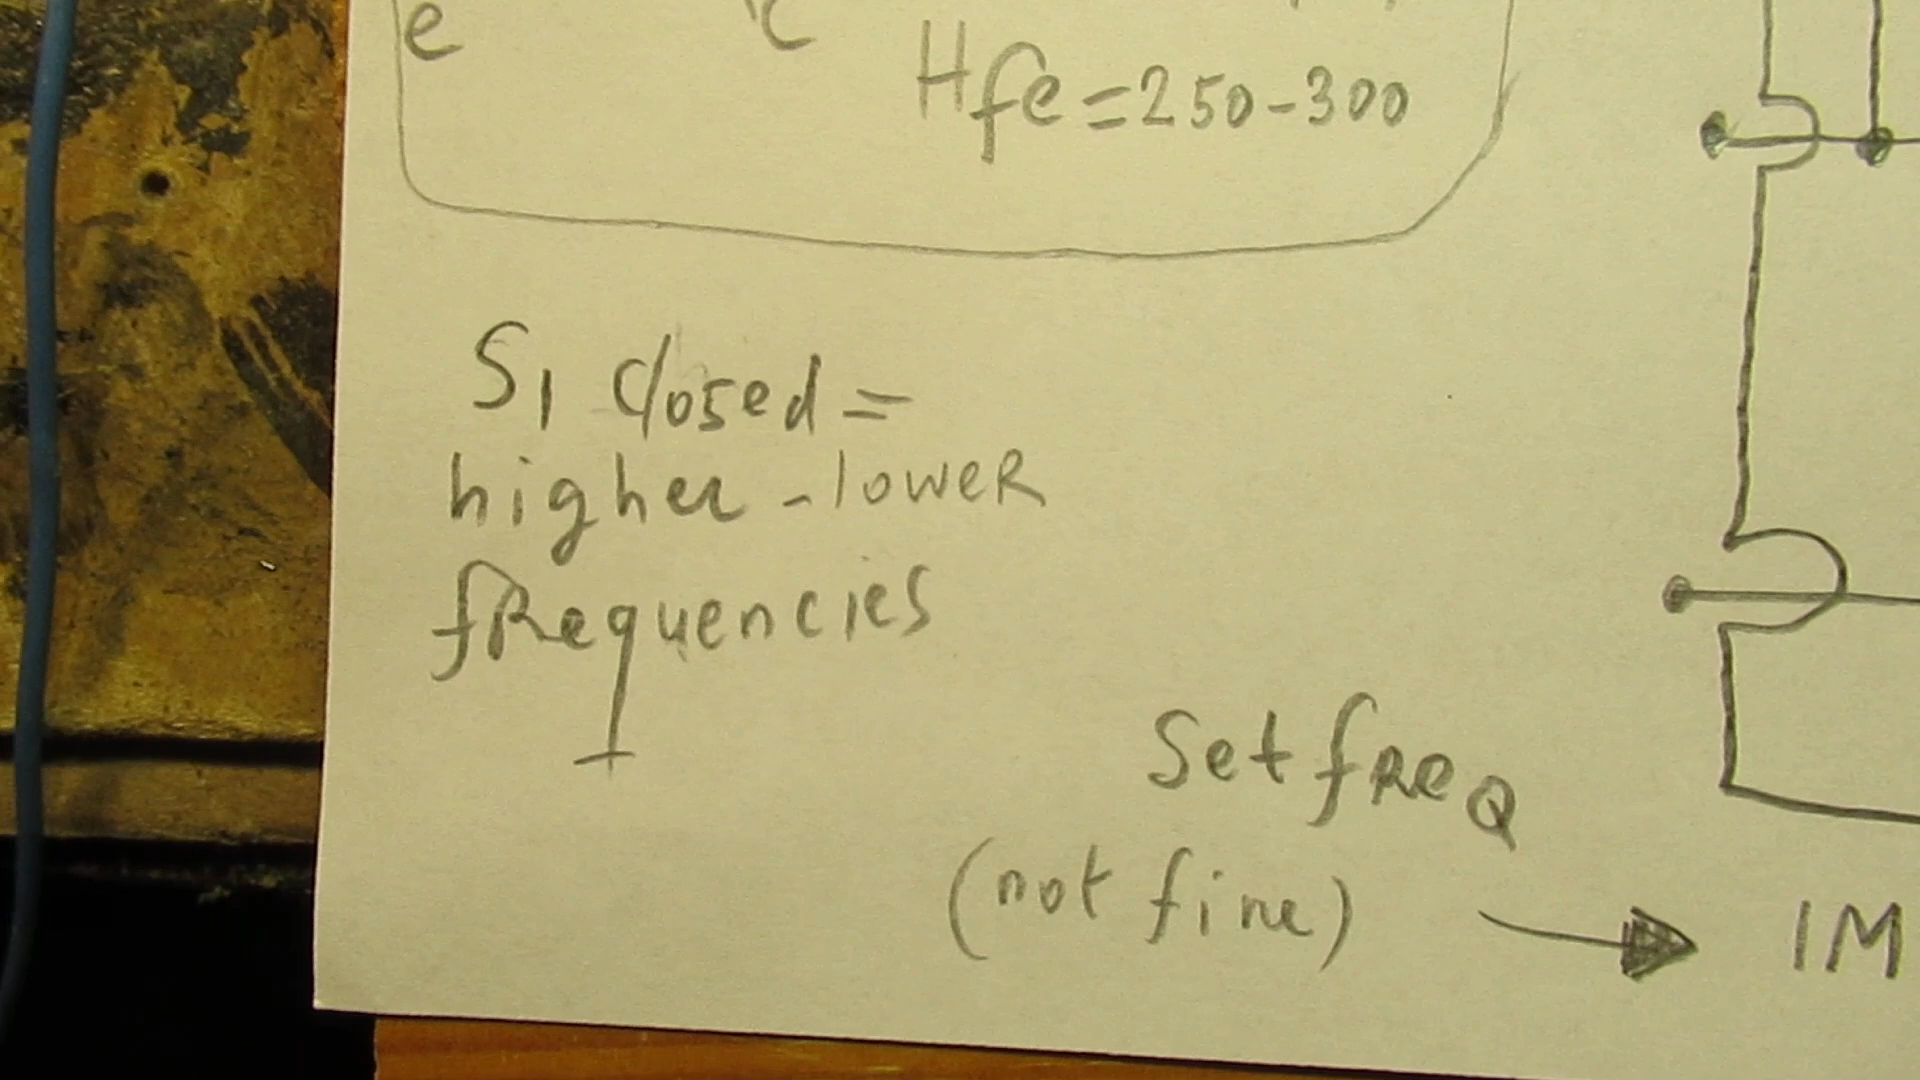 e c
Hfe=250-300
S1 closed=
higher - lower
frequencies
Set freq
(not fine)
1M